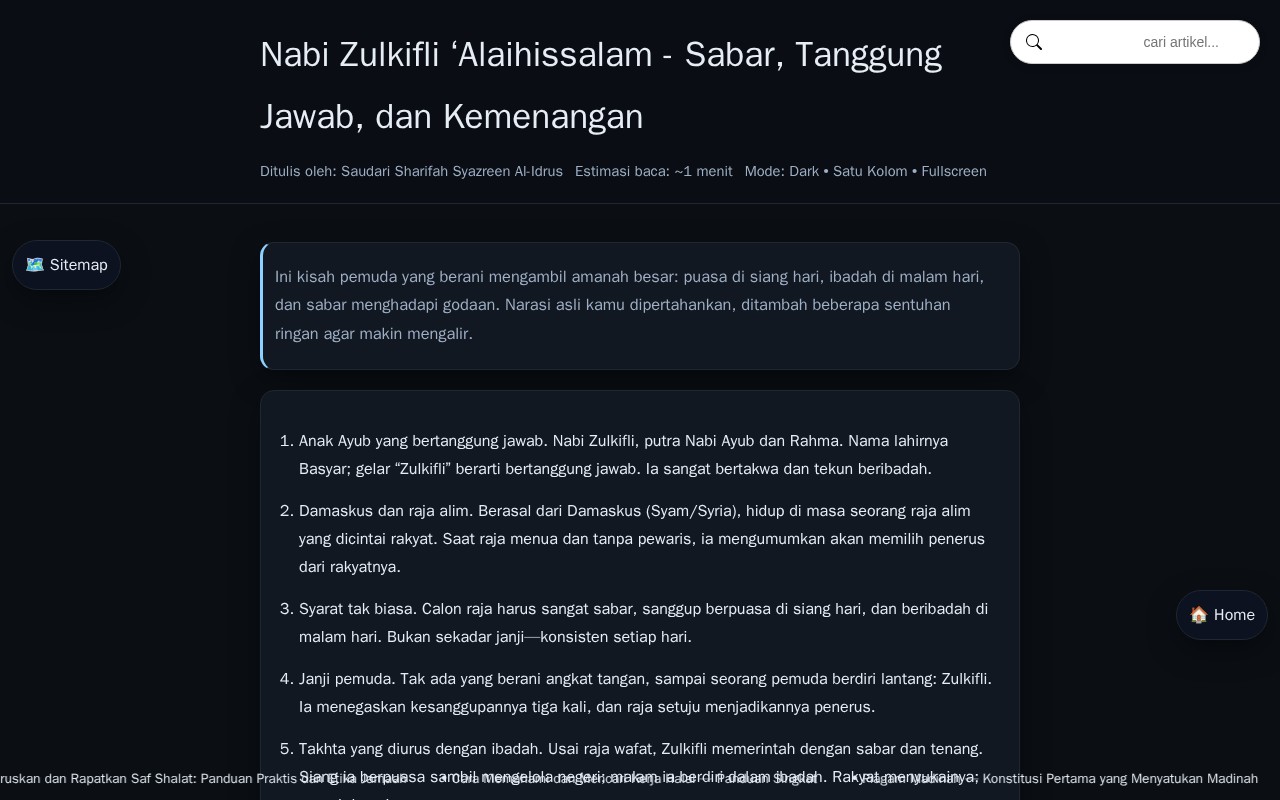 Nabi Zulkifli ‘Alaihissalam - Sabar, Tanggung
Jawab, dan Kemenangan
cari artikel...
Ditulis oleh: Saudari Sharifah Syazreen Al-Idrus Estimasi baca: ~1 menit Mode: Dark • Satu Kolom • Fullscreen
🗺️ Sitemap
Ini kisah pemuda yang berani mengambil amanah besar: puasa di siang hari, ibadah di malam hari,
dan sabar menghadapi godaan. Narasi asli kamu dipertahankan, ditambah beberapa sentuhan
ringan agar makin mengalir.
1. Anak Ayub yang bertanggung jawab. Nabi Zulkifli, putra Nabi Ayub dan Rahma. Nama lahirnya
Basyar; gelar “Zulkifli” berarti bertanggung jawab. Ia sangat bertakwa dan tekun beribadah.
2. Damaskus dan raja alim. Berasal dari Damaskus (Syam/Syria), hidup di masa seorang raja alim
yang dicintai rakyat. Saat raja menua dan tanpa pewaris, ia mengumumkan akan memilih penerus
dari rakyatnya.
3. Syarat tak biasa. Calon raja harus sangat sabar, sanggup berpuasa di siang hari, dan beribadah di
malam hari. Bukan sekadar janji—konsisten setiap hari.
🏠 Home
4. Janji pemuda. Tak ada yang berani angkat tangan, sampai seorang pemuda berdiri lantang: Zulkifli.
Ia menegaskan kesanggupannya tiga kali, dan raja setuju menjadikannya penerus.
5. Takhta yang diurus dengan ibadah. Usai raja wafat, Zulkifli memerintah dengan sabar dan tenang.
Siang ia berpuasa sambil mengelola negeri; malam ia berdiri dalam ibadah. Rakyat menyukainya;
ruskan dan Rapatkan Saf Shalat: Panduan Praktis dan
Konstitusi Pertama yang Menyatukan Madinah